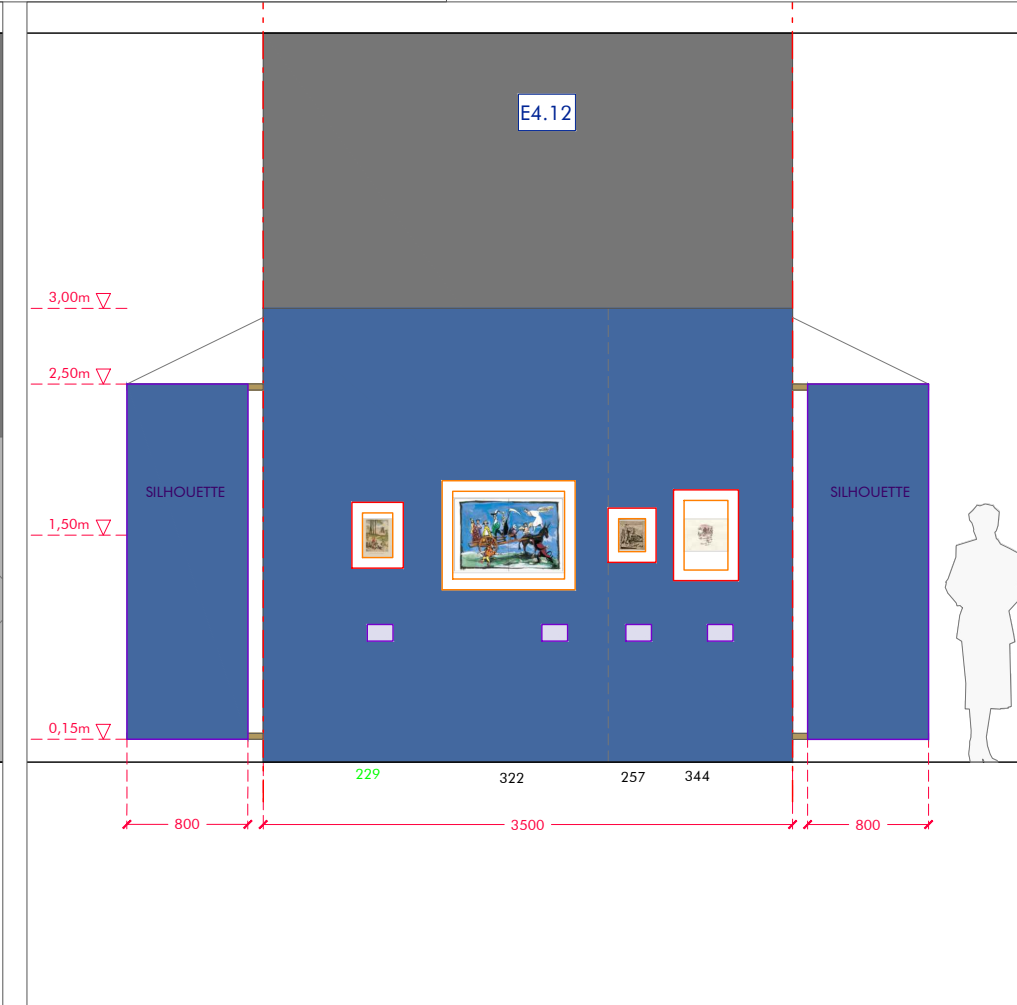 E4.12
3,00m
2,50m
SILHOUETTE
SILHOUETTE
1,50m
0,15m
229
322
257
344
800
3500
800